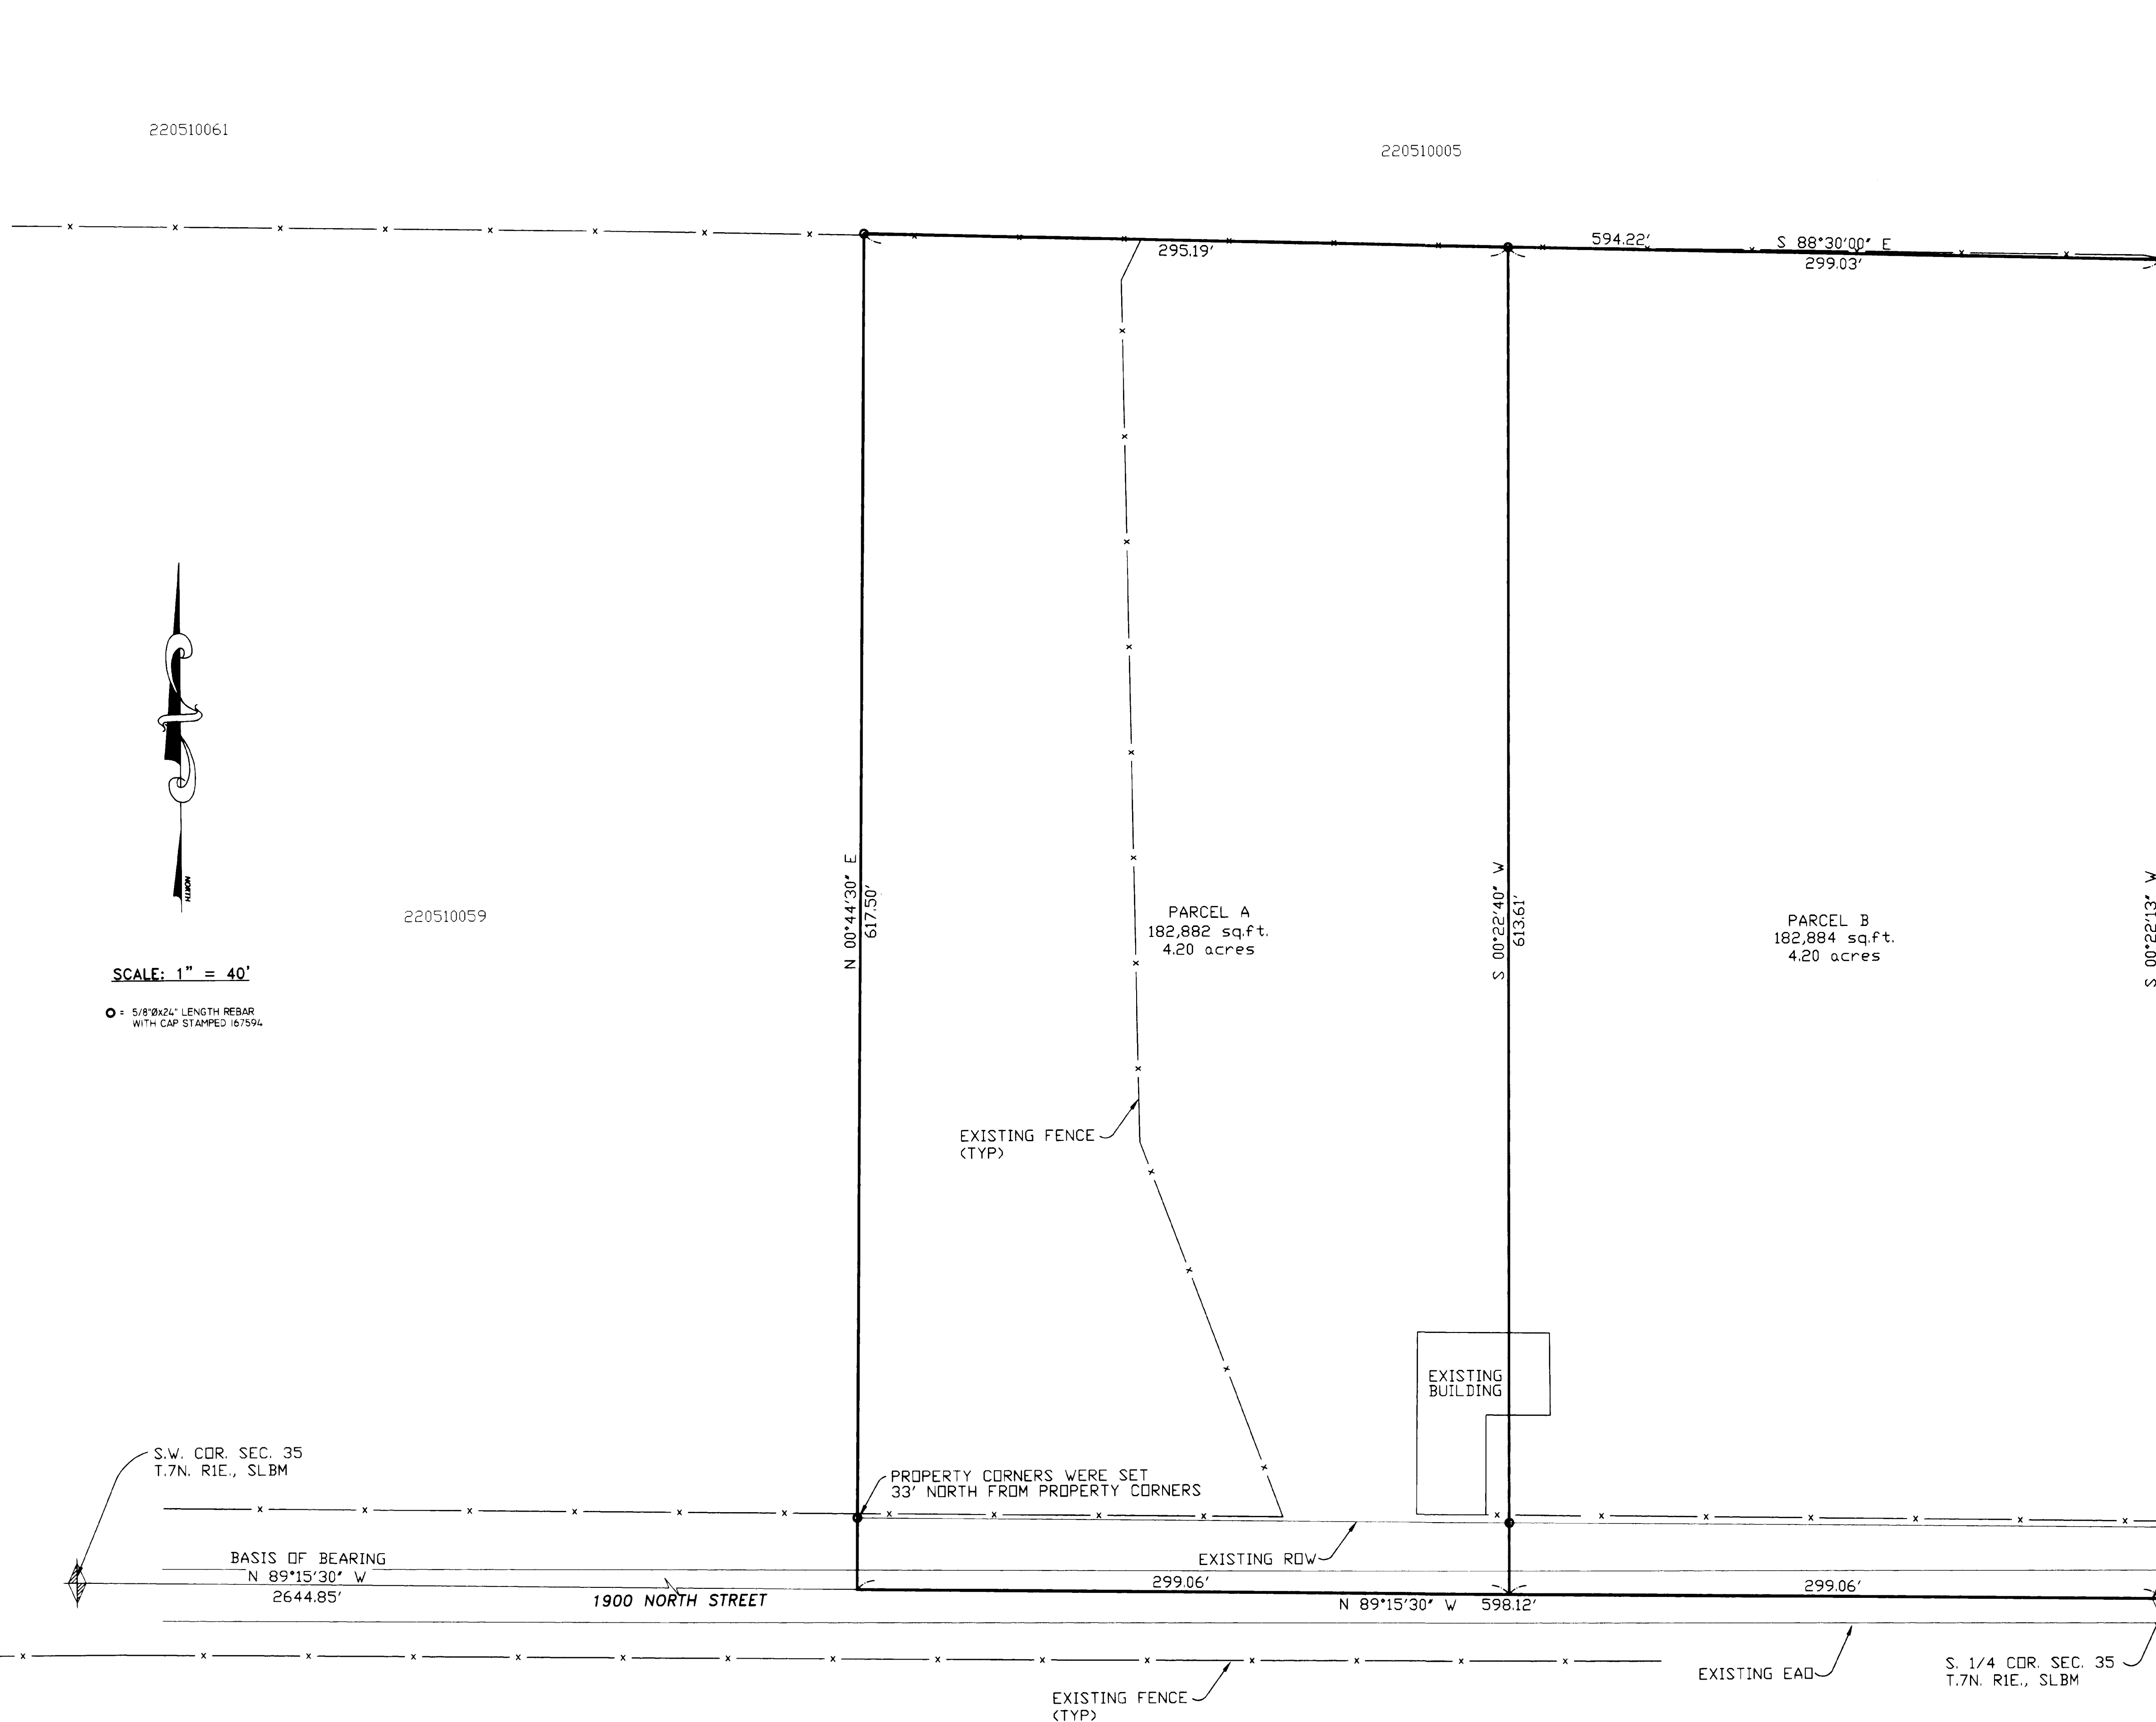 220510061
220510005
594.22'
S 88°30'00" E
295.19'
299.03'
NORTH
N 00°44'30" E
617.50'
S 00°22'40" W
613.61'
S 00°22'13" W
PARCEL A
182,882 sq.ft.
4.20 acres
PARCEL B
182,884 sq.ft.
4.20 acres
220510059
SCALE: 1" = 40'
= 5/8"Øx24" LENGTH REBAR
WITH CAP STAMPED 167594
EXISTING FENCE
(TYP)
EXISTING
BUILDING
S.W. COR. SEC. 35
T.7N. R1E., SLBM
PROPERTY CORNERS WERE SET
33' NORTH FROM PROPERTY CORNERS
BASIS OF BEARING
N 89°15'30" W
2644.85'
EXISTING ROW
1900 NORTH STREET
299.06'
299.06'
N 89°15'30" W 598.12'
EXISTING FENCE
(TYP)
EXISTING EAO
S. 1/4 COR. SEC. 35
T.7N. R1E., SLBM